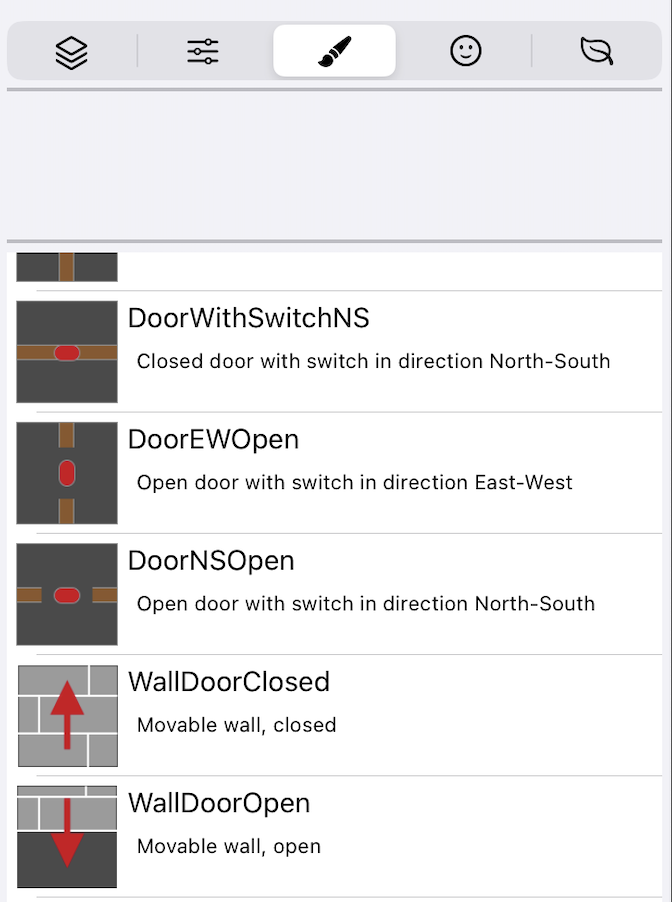 DoorWithSwitchNS
Closed door with switch in direction North-South
DoorEWOpen
Open door with switch in direction East-West
DoorNSOpen
Open door with switch in direction North-South
WallDoorClosed
Movable wall, closed
WallDoorOpen
Movable wall, open